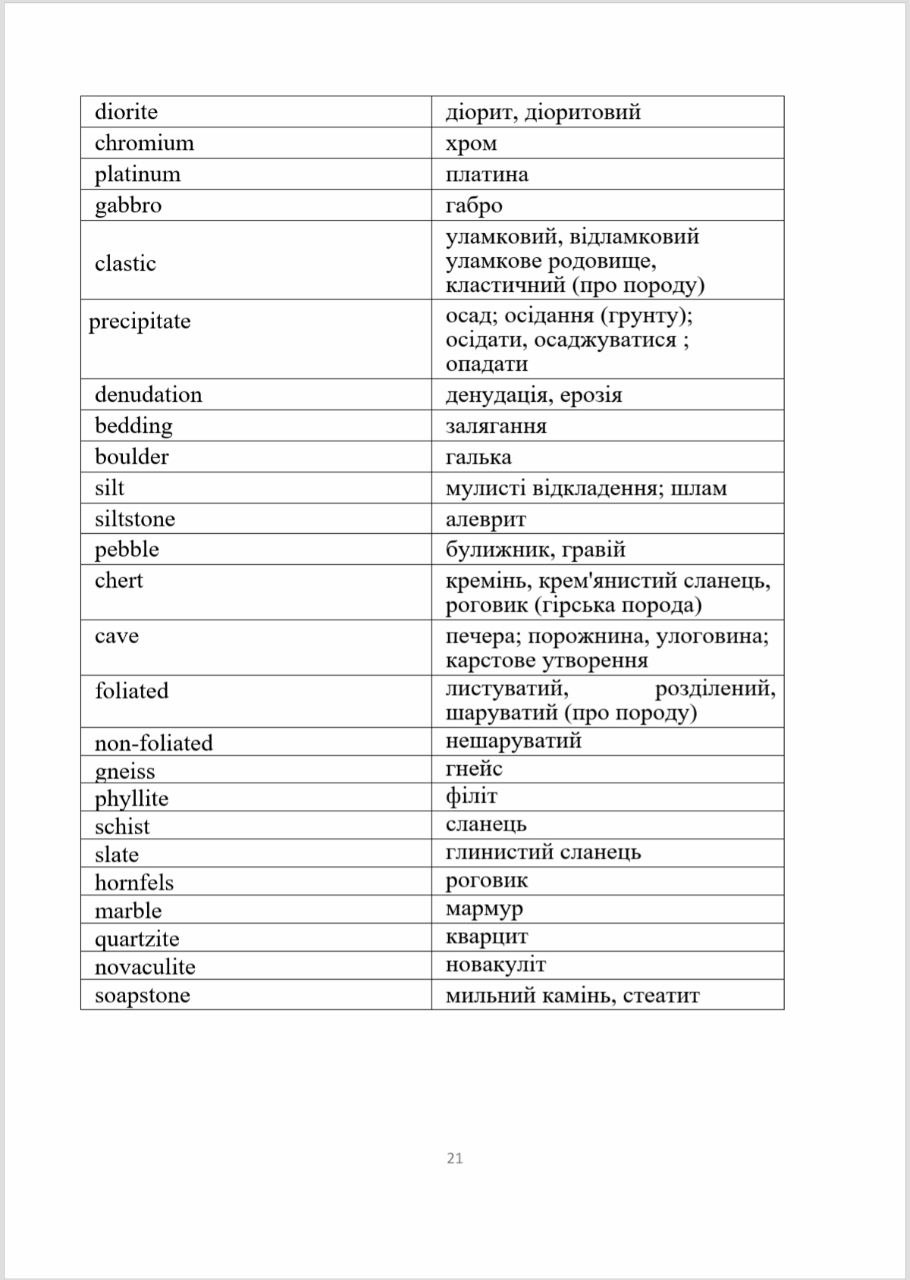 diorite діорит, діоритовий
chromium хром
platinum платина
gabbro габро
clastic уламковий, відламковий
уламкове родовище,
кластичний (про породу)
precipitate осад; осідання (грунту);
осідати, осаджуватися ;
опадати
denudation денудація, ерозія
bedding залягання
boulder галька
silt мулисті відкладення; шлам
siltstone алеврит
pebble булижник, гравій
chert кремінь, крем'янистий сланець,
роговик (гірська порода)
cave печера; порожнина, улоговина;
карстове утворення
foliated листуватий, розділений,
шаруватий (про породу)
non-foliated нешаруватий
gneiss гнейс
phyllite філіт
schist сланець
slate глинистий сланець
hornfels роговик
marble мармур
quartzite кварцит
novaculite новакуліт
soapstone мильний камінь, стеатит
21